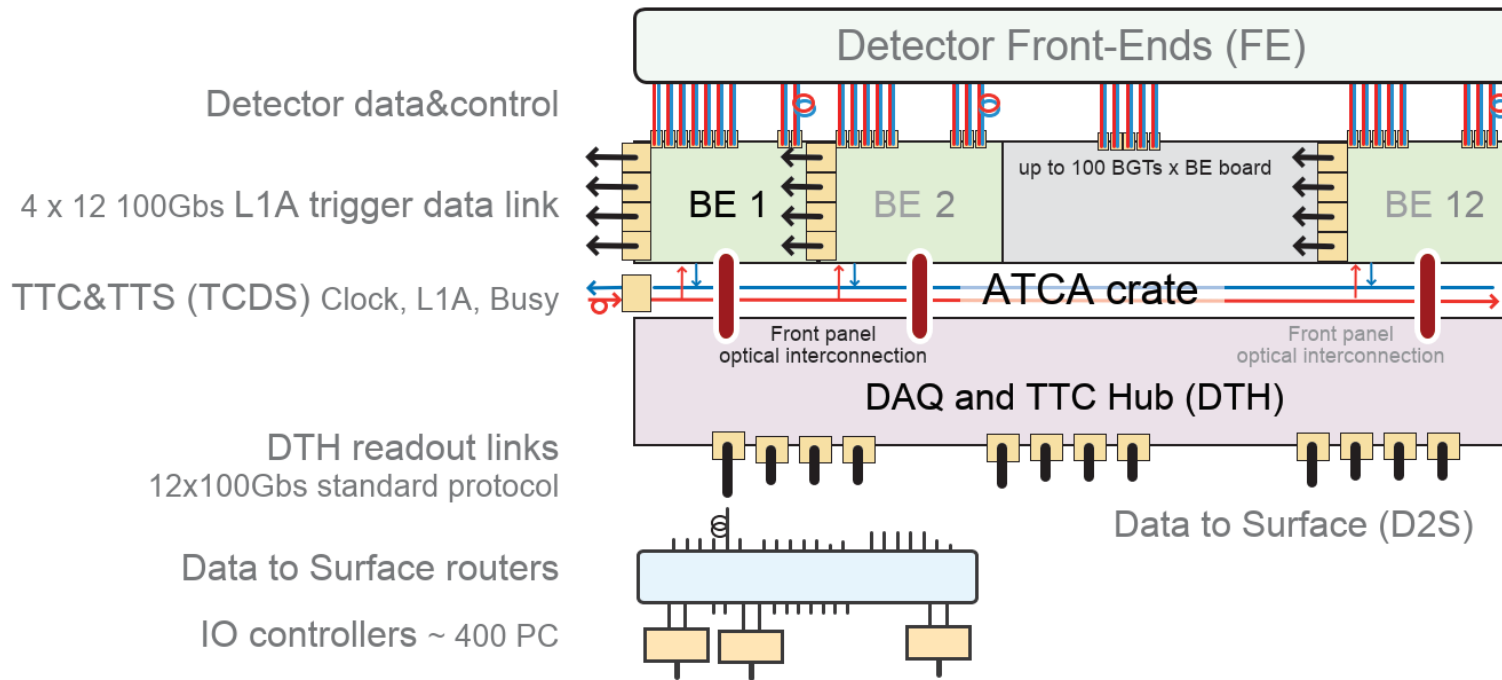 Detector Front-Ends (FE)
Detector data&control
up to 100 BGTs x BE board
4 x 12 100Gbs L1A trigger data link
BE 1
BE 2
BE 12
TTC&TTS (TCDS) Clock, L1A, Busy
ATCA crate
Front panel
optical interconnection
Front panel
optical interconnection
DAQ and TTC Hub (DTH)
DTH readout links
12x100Gbs standard protocol
Data to Surface (D2S)
Data to Surface routers
IO controllers ~ 400 PC